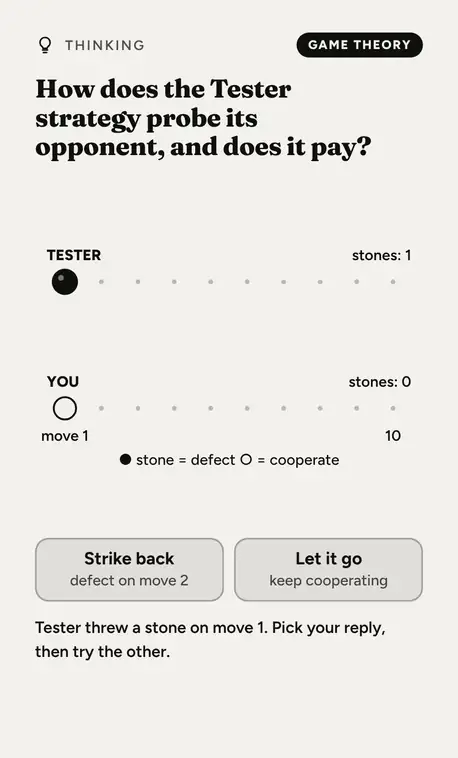 THINKING
GAME THEORY
How does the Tester
strategy probe its
opponent, and does it pay?
TESTER
stones: 1
YOU
stones: 0
move 1
10
stone = defect = cooperate
Strike back
defect on move 2
Let it go
keep cooperating
Tester threw a stone on move 1. Pick your reply,
then try the other.